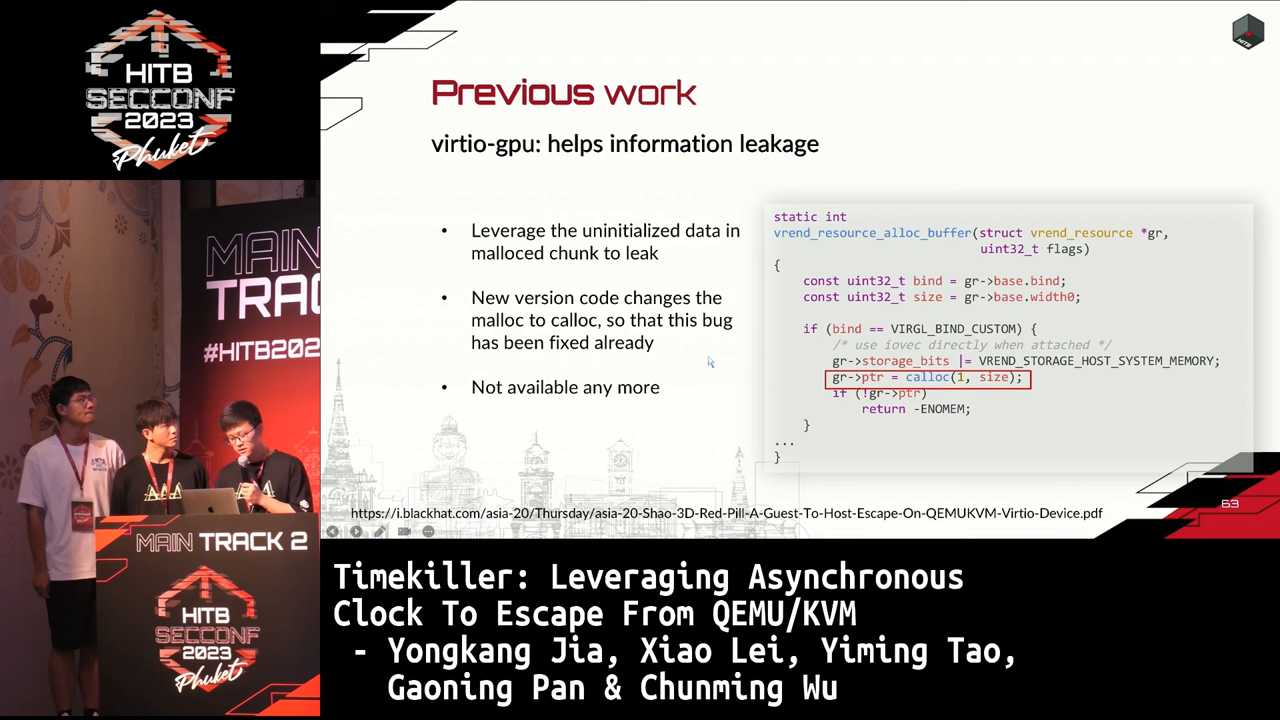 HITB
SECCONF
2023
Phuket
HITB
Previous work
virtio-gpu: helps information leakage
• Leverage the uninitialized data in
malloced chunk to leak
• New version code changes the
malloc to calloc, so that this bug
has been fixed already
• Not available any more
static int
vrend_resource_alloc_buffer(struct vrend_resource *gr,
uint32_t flags)
{
const uint32_t bind = gr->base.bind;
const uint32_t size = gr->base.width0;
if (bind == VIRGL_BIND_CUSTOM) {
/* use iovec directly when attached */
gr->storage_bits |= VREND_STORAGE_HOST_SYSTEM_MEMORY;
gr->ptr = calloc(1, size);
if (!gr->ptr)
return -ENOMEM;
}
...
}
https://i.blackhat.com/asia-20/Thursday/asia-20-Shao-3D-Red-Pill-A-Guest-To-Host-Escape-On-QEMUKVM-Virtio-Device.pdf
63
MAIN
TRAC
#HITB202
MAIN TRACK 2
HITB
SECCONF
2023
Phuket
Timekiller: Leveraging Asynchronous
Clock To Escape From QEMU/KVM
- Yongkang Jia, Xiao Lei, Yiming Tao,
Gaoning Pan & Chunming Wu